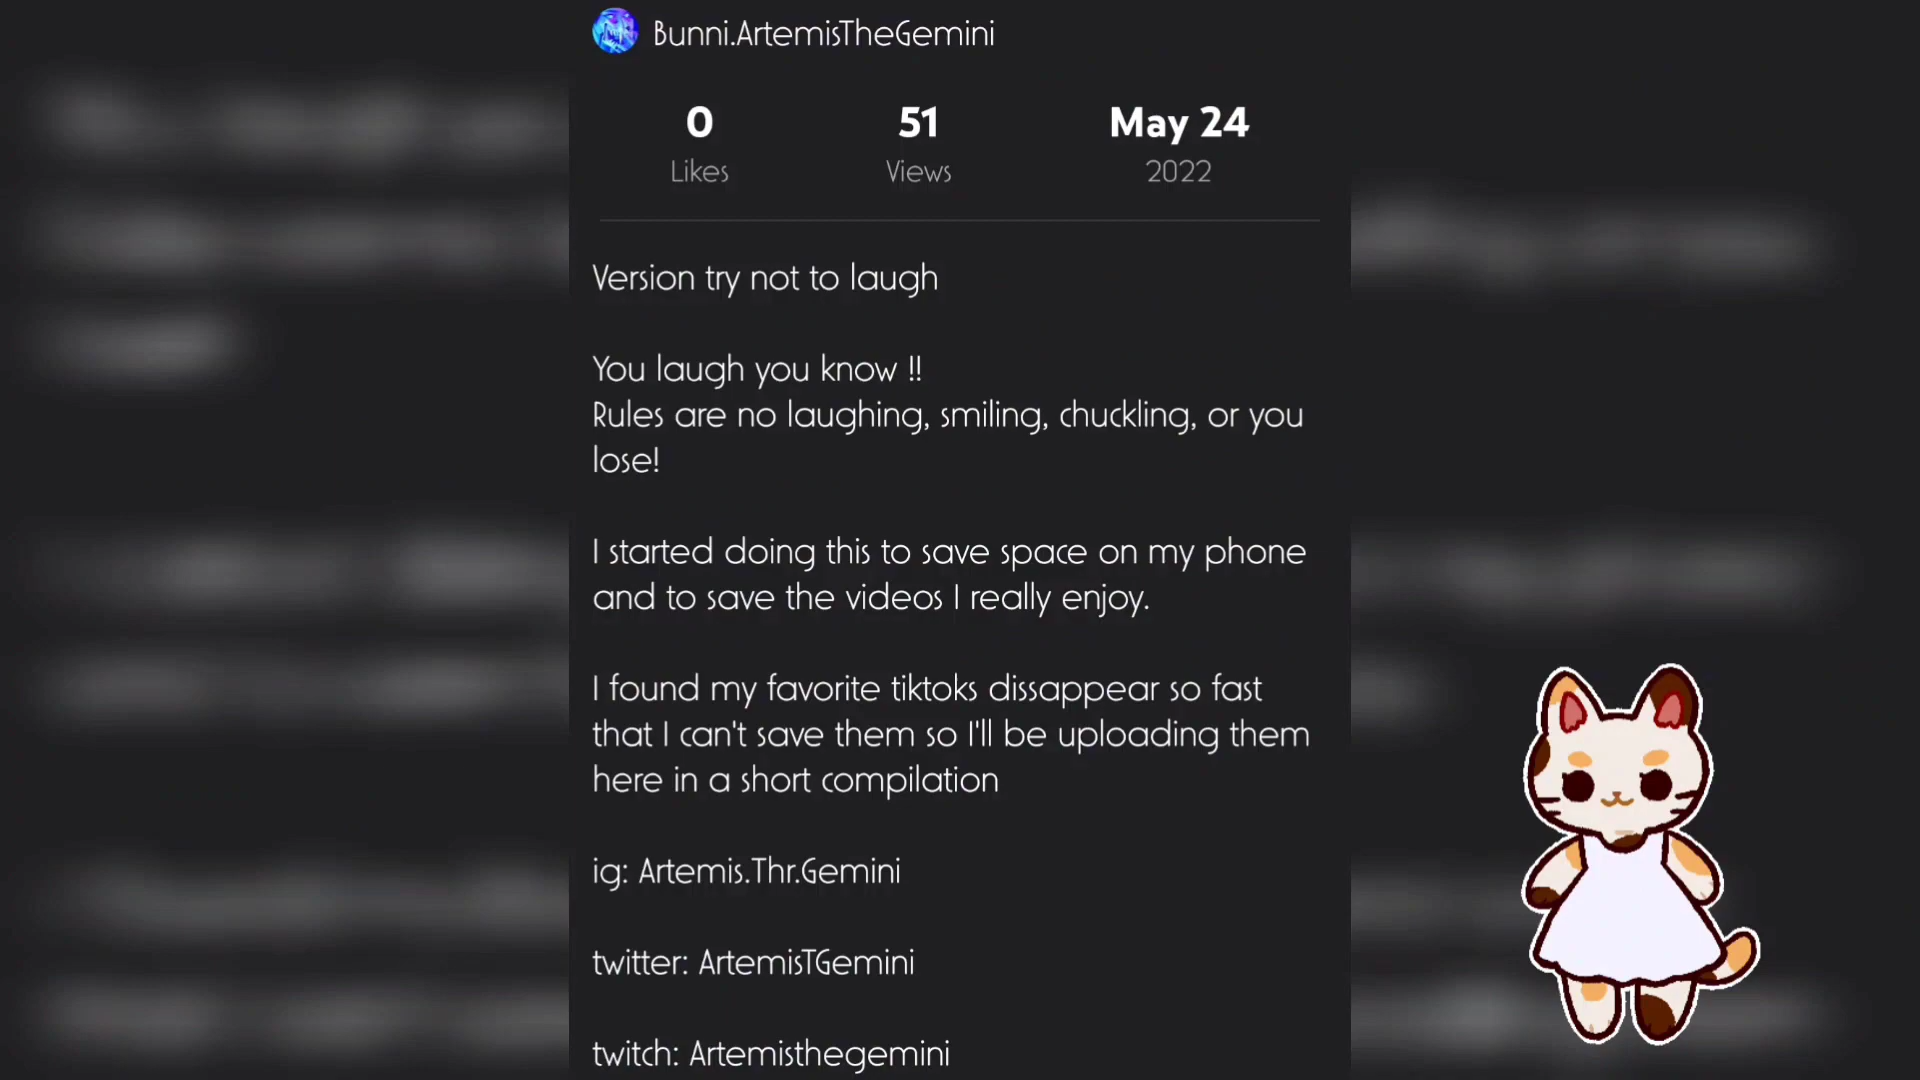 Bunni.ArtemisTheGemini
0 51 May 24
Likes Views 2022
Version try not to laugh
You laugh you know !!
Rules are no laughing, smiling, chuckling, or you
lose!
I started doing this to save space on my phone
and to save the videos I really enjoy.
I found my favorite tiktoks dissappear so fast
that I can't save them so I'll be uploading them
here in a short compilation
ig: Artemis.Thr.Gemini
twitter: ArtemisTGemini
twitch: Artemisthegemini